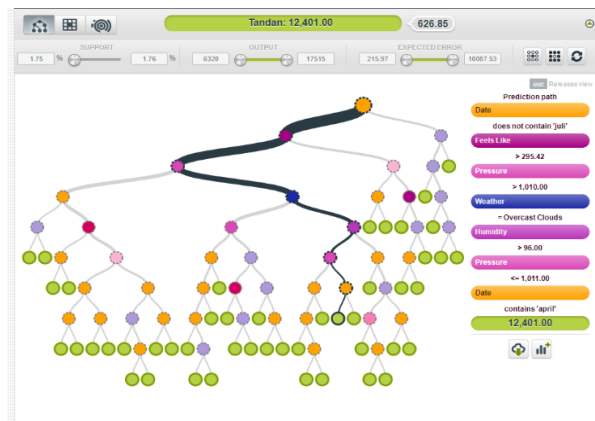 Tandan: 12,401.00
626.85
SUPPORT
OUTPUT
EXPECTED ERROR
1.75 % 1.76 %
6320 17515
215.97 10087.53
esc Releases view
Prediction path
Date
does not contain 'juli'
Feels Like
> 295.42
Pressure
> 1,010.00
Weather
= Overcast Clouds
Humidity
> 96.00
Pressure
<= 1,011.00
Date
contains 'april'
12,401.00